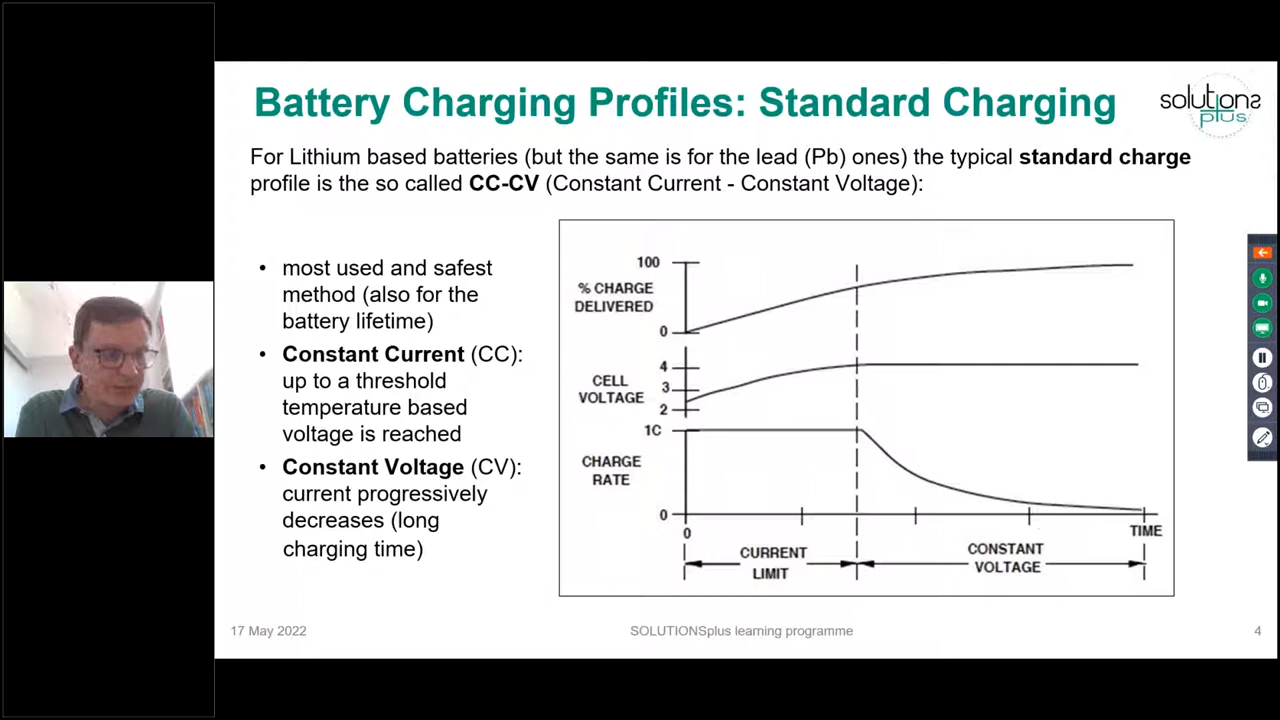 Battery Charging Profiles: Standard Charging
solutions
plus
For Lithium based batteries (but the same is for the lead (Pb) ones) the typical standard charge
profile is the so called CC-CV (Constant Current - Constant Voltage):
• most used and safest
method (also for the
battery lifetime)
• Constant Current (CC):
up to a threshold
temperature based
voltage is reached
• Constant Voltage (CV):
current progressively
decreases (long
charging time)
100
% CHARGE
DELIVERED
0
4
CELL
3
VOLTAGE
2
1C
CHARGE
RATE
0
0
TIME
CURRENT
LIMIT
CONSTANT
VOLTAGE
17 May 2022
SOLUTIONSplus learning programme
4